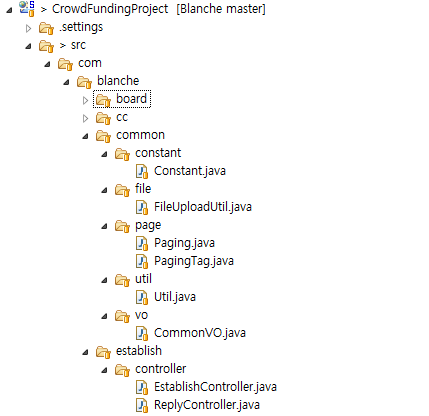 > CrowdFundingProject [Blanche master]
.settings
> src
com
blanche
board
cc
common
constant
Constant.java
file
FileUploadUtil.java
page
Paging.java
PagingTag.java
util
Util.java
vo
CommonVO.java
establish
controller
EstablishController.java
ReplyController.java